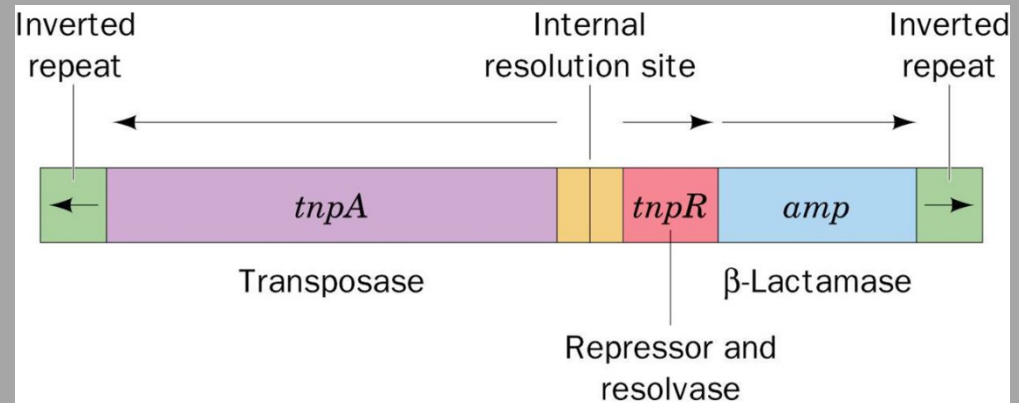 Inverted
repeat
Internal
resolution site
Inverted
repeat
tnpA
tnpR
amp
Transposase
β-Lactamase
Repressor and
resolvase